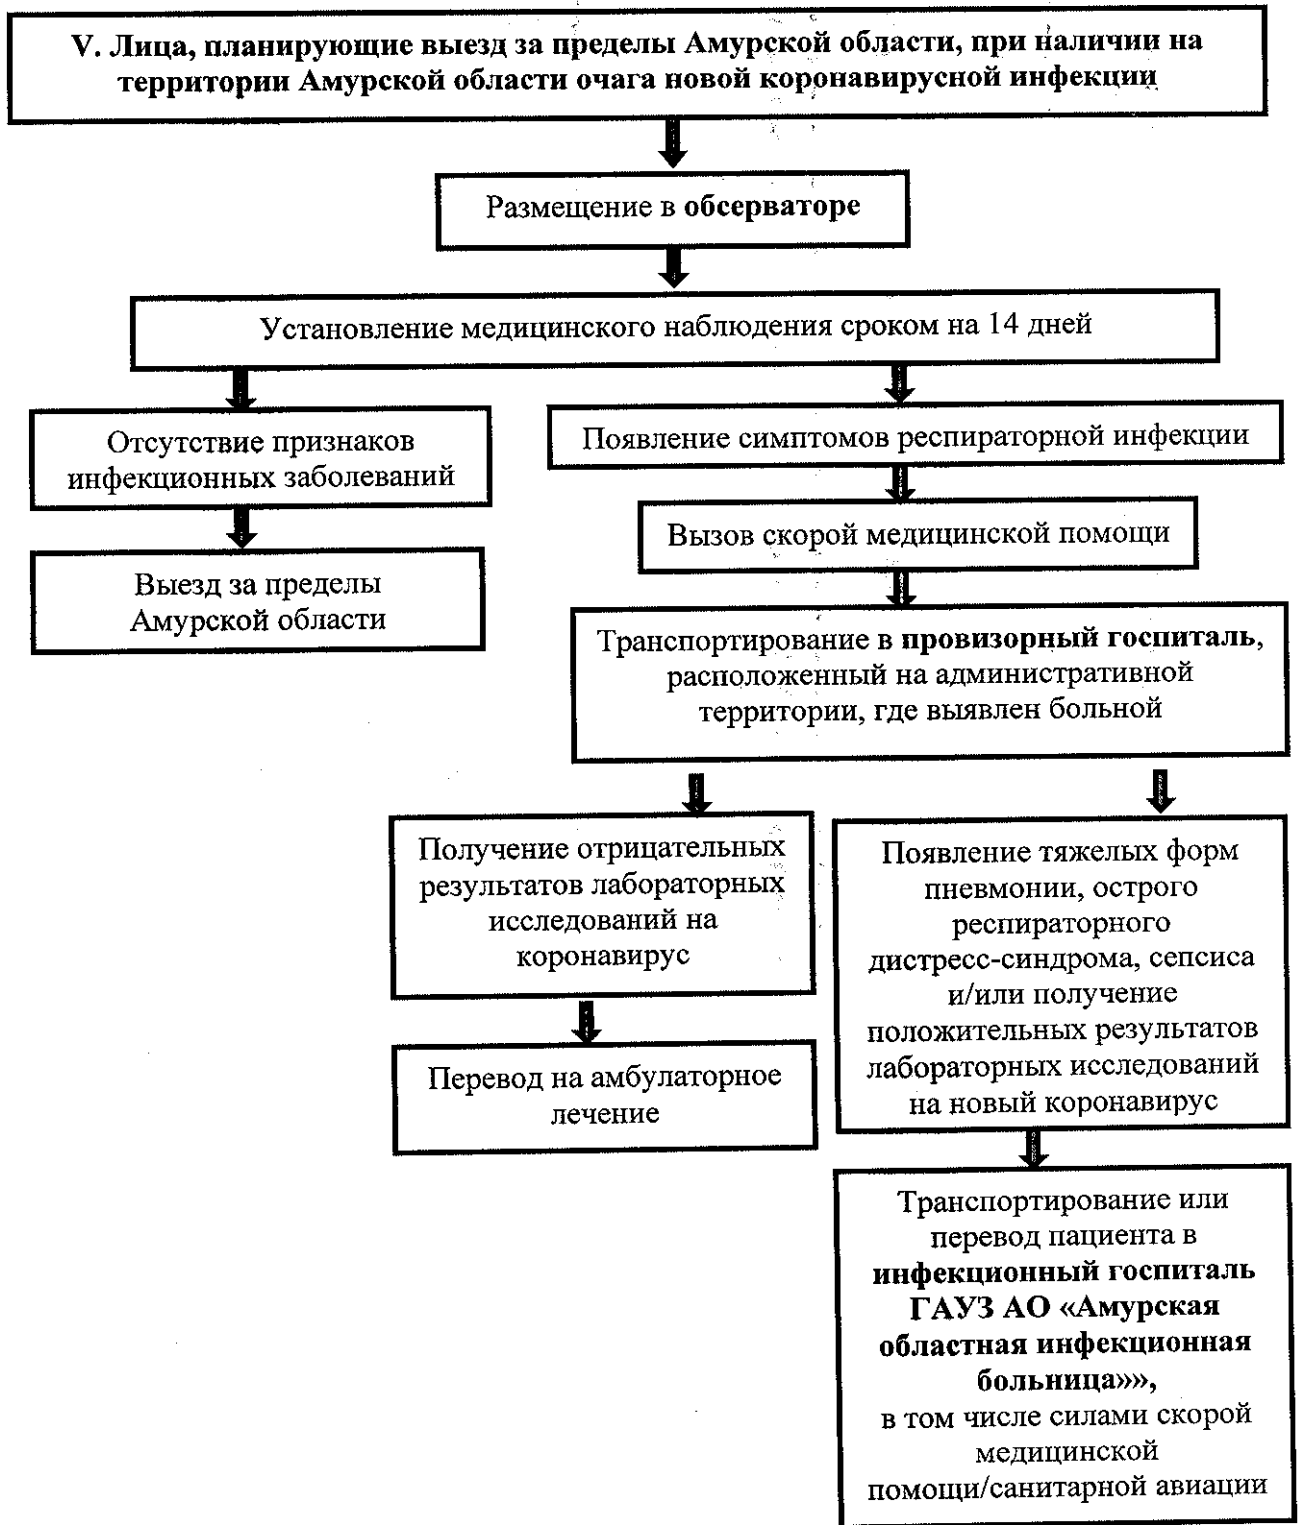 V. Лица, планирующие выезд за пределы Амурской области, при наличии на
территории Амурской области очага новой коронавирусной инфекции
Размещение в обсерваторе
Установление медицинского наблюдения сроком на 14 дней
Отсутствие признаков
инфекционных заболеваний
Выезд за пределы
Амурской области
Появление симптомов респираторной инфекции
Вызов скорой медицинской помощи
Транспортирование в провизорный госпиталь,
расположенный на административной
территории, где выявлен больной
Получение отрицательных
результатов лабораторных
исследований на
коронавирус
Перевод на амбулаторное
лечение
Появление тяжелых форм
пневмонии, острого
респираторного
дистресс-синдрома, сепсиса
и/или получение
положительных результатов
лабораторных исследований
на новый коронавирус
Транспортирование или
перевод пациента в
инфекционный госпиталь
ГАУЗ АО «Амурская
областная инфекционная
больница»»,
в том числе силами скорой
медицинской
помощи/санитарной авиации